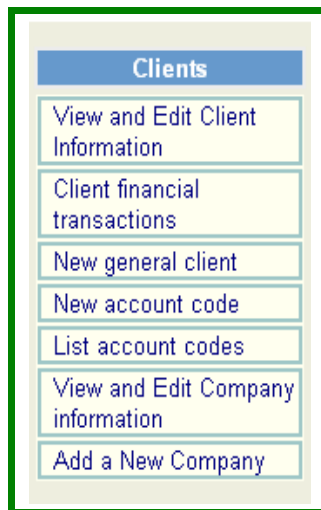 Clients
View and Edit Client
Information
Client financial
transactions
New general client
New account code
List account codes
View and Edit Company
information
Add a New Company